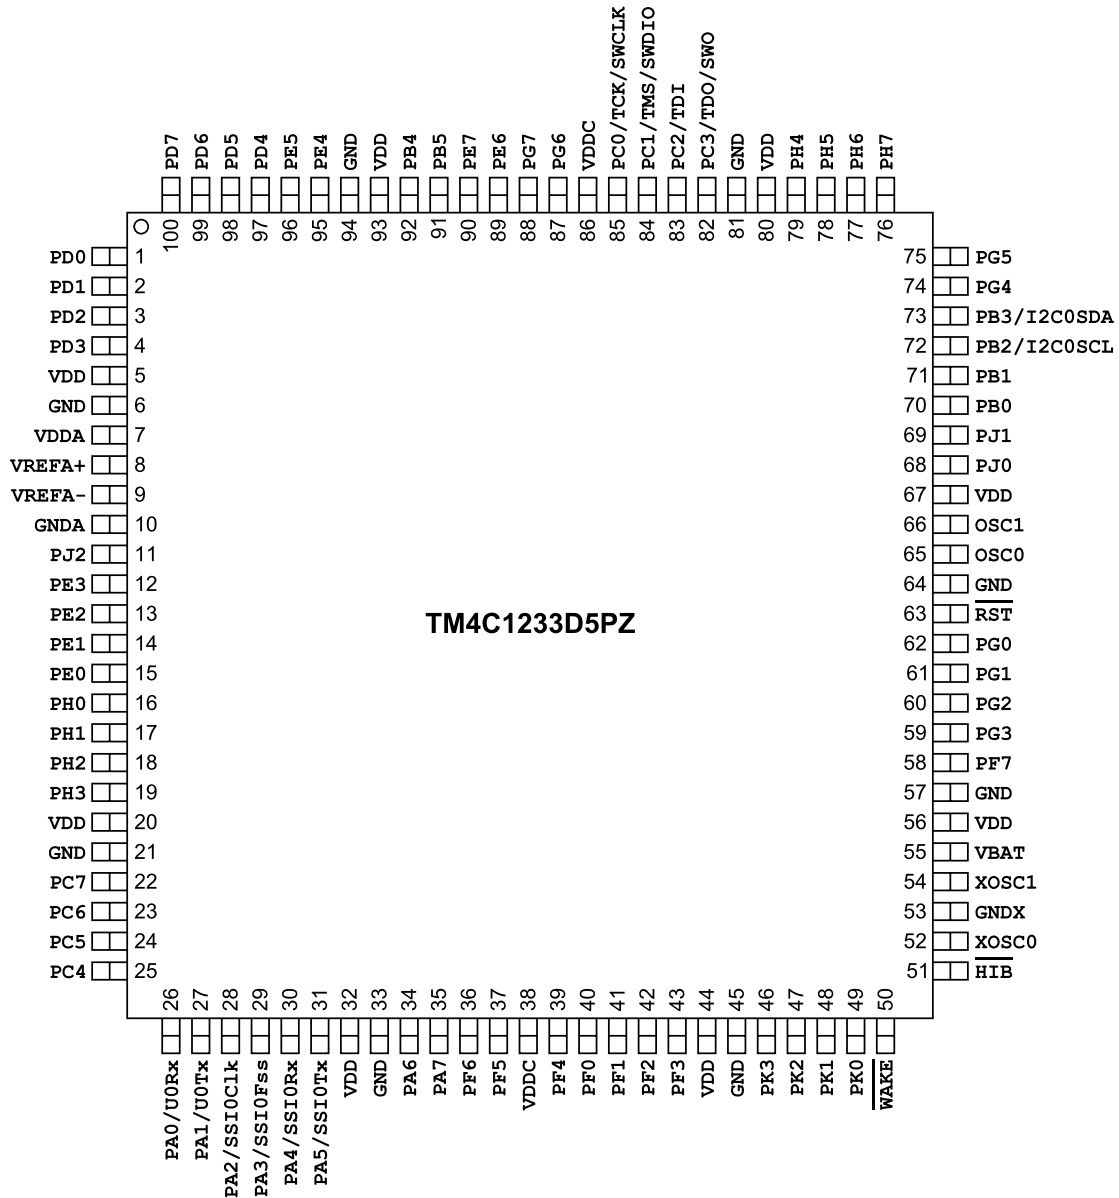 PC0/TCK/SWCLK
PC1/TMS/SWDIO
PC2/TDI
PC3/TDO/SWO
PD7
PD6
PD5
PD4
PE5
PE4
GND
VDD
PB4
PB5
PE7
PE6
PG7
PG6
VDDC
GND
VDD
PH4
PH5
PH6
PH7
100
99
98
97
96
95
94
93
92
91
90
89
88
87
86
85
84
83
82
81
80
79
78
77
76
PD0 1
PD1 2
PD2 3
PD3 4
VDD 5
GND 6
VDDA 7
VREFA+ 8
VREFA- 9
GNDA 10
PJ2 11
PE3 12
PE2 13
PE1 14
PE0 15
PH0 16
PH1 17
PH2 18
PH3 19
VDD 20
GND 21
PC7 22
PC6 23
PC5 24
PC4 25
TM4C1233D5PZ
75 PG5
74 PG4
73 PB3/I2C0SDA
72 PB2/I2C0SCL
71 PB1
70 PB0
69 PJ1
68 PJ0
67 VDD
66 OSC1
65 OSC0
64 GND
63 RST
62 PG0
61 PG1
60 PG2
59 PG3
58 PF7
57 GND
56 VDD
55 VBAT
54 XOSC1
53 GNDX
52 XOSC0
51 HIB
26
27
28
29
30
31
32
33
34
35
36
37
38
39
40
41
42
43
44
45
46
47
48
49
50
PA0/U0Rx
PA1/U0Tx
PA2/SSI0Clk
PA3/SSI0Fss
PA4/SSI0Rx
PA5/SSI0Tx
VDD
GND
PA6
PA7
PF6
PF5
VDDC
PF4
PF0
PF1
PF2
PF3
VDD
GND
PK3
PK2
PK1
PK0
WAKE